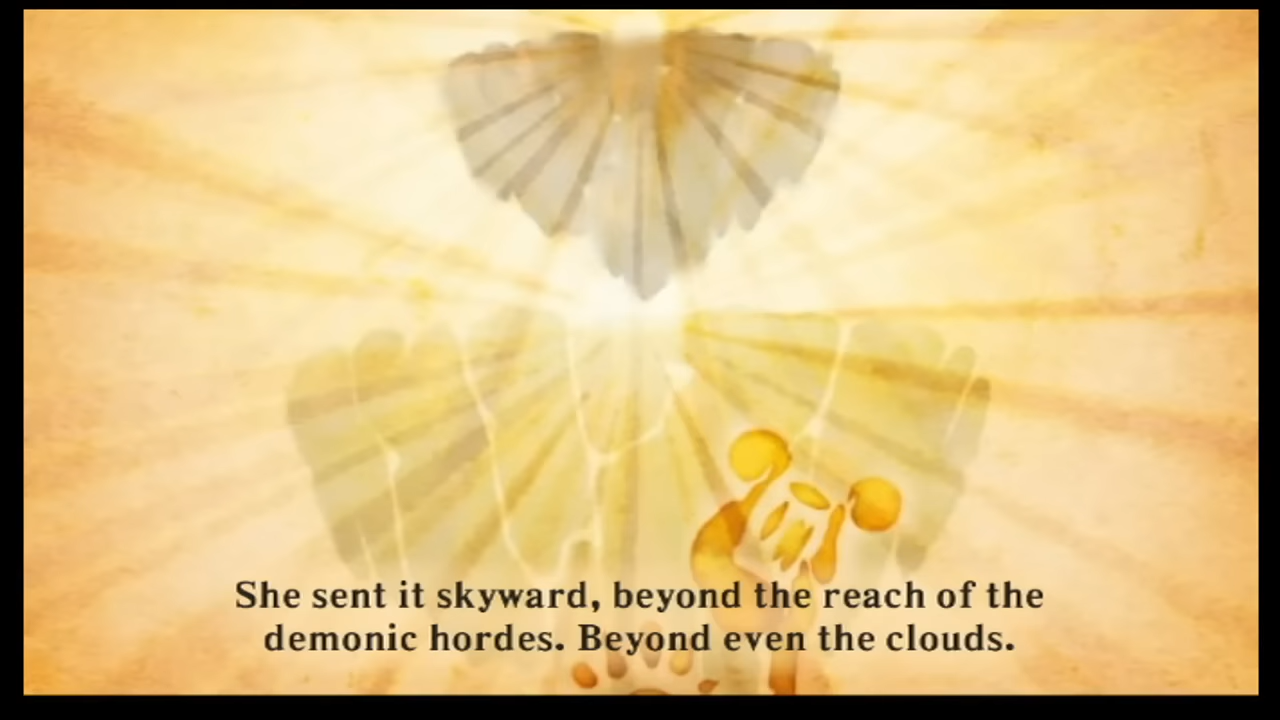 She sent it skyward, beyond the reach of the
demonic hordes. Beyond even the clouds.